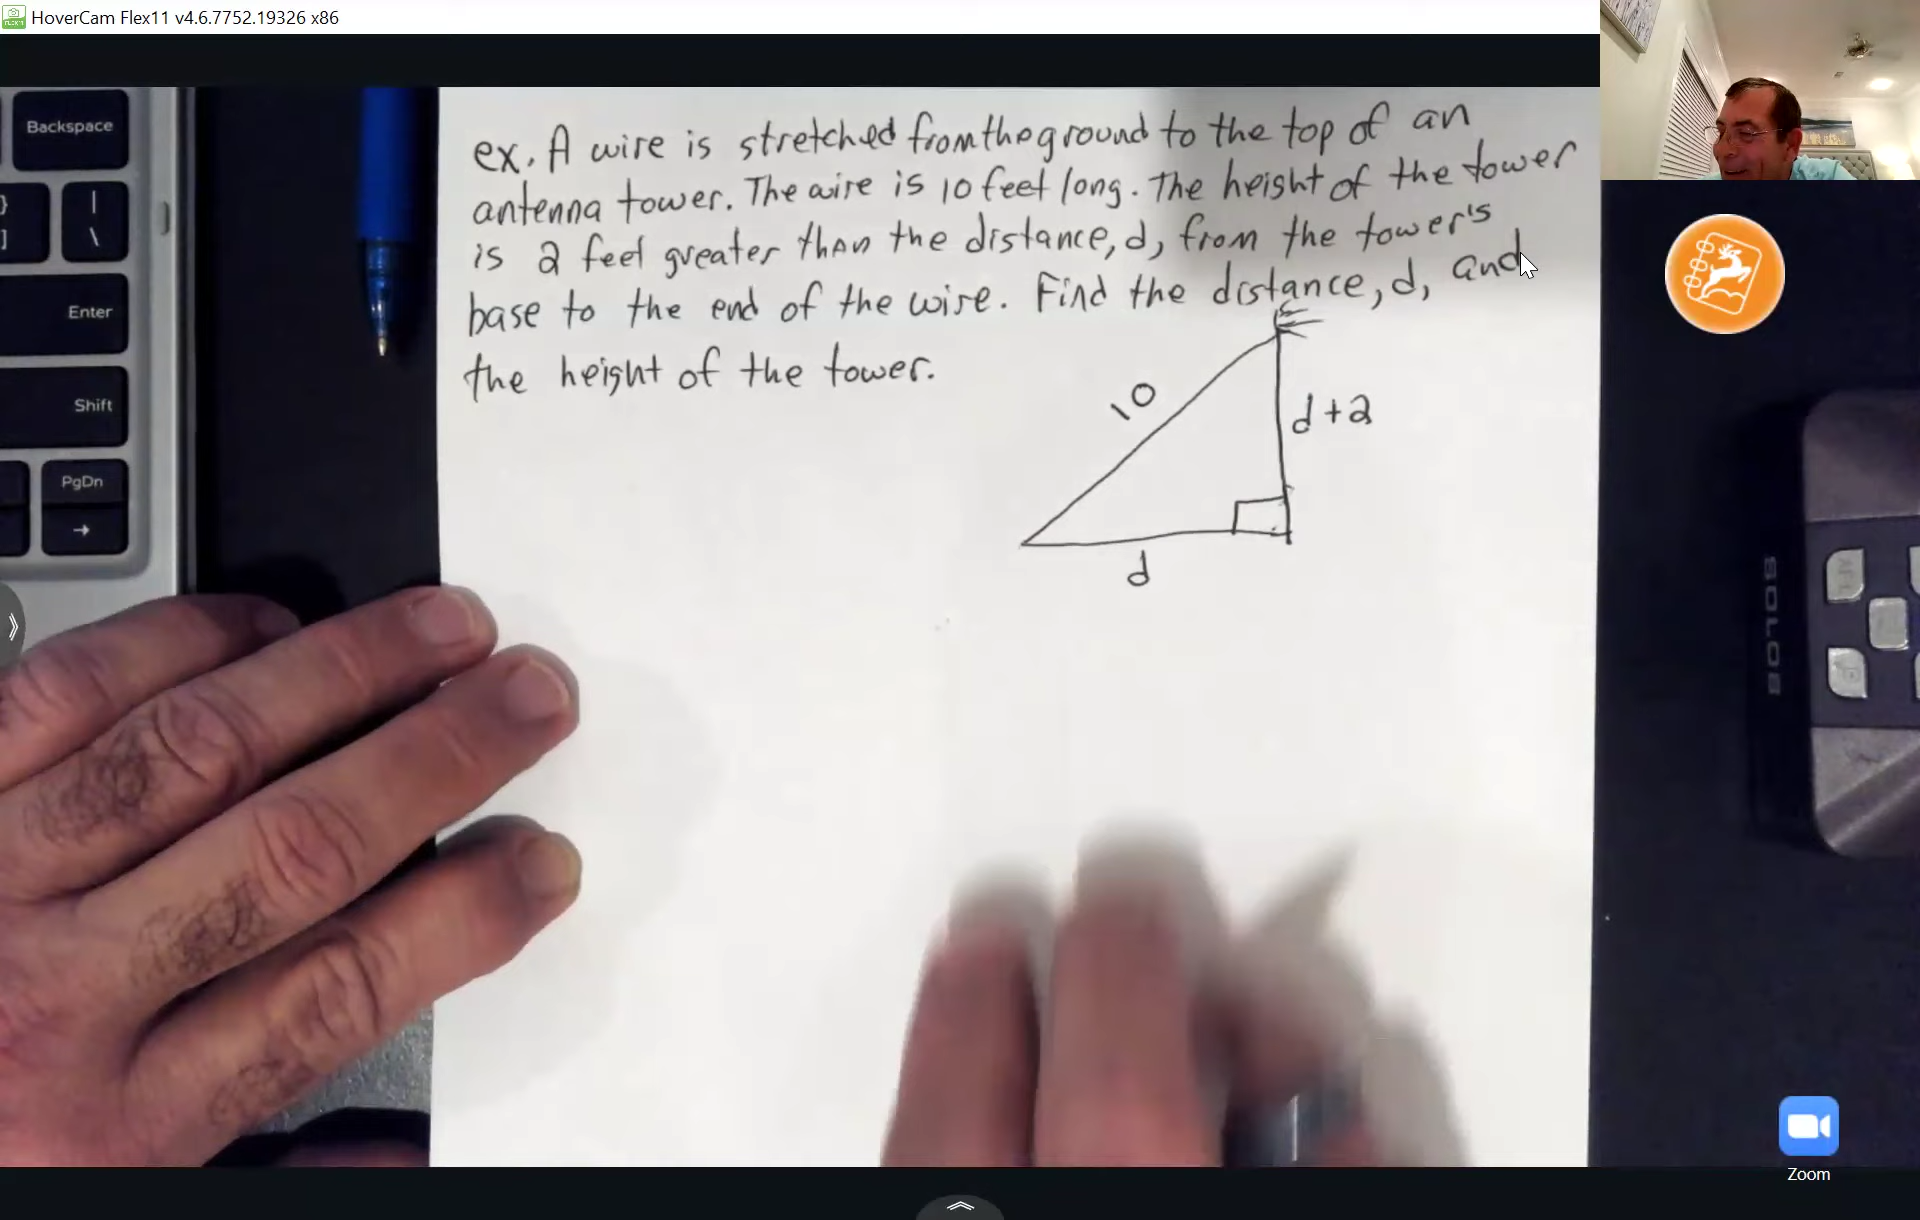 HoverCam Flex11 v4.6.7752.19326 x86
Backspace
}
]
|
\
Enter
Shift
PgDn
→
ex. A wire is stretched from the ground to the top of an
antenna tower. The wire is 10 feet long. The height of the tower
is 2 feet greater than the distance, d, from the tower's
base to the end of the wire. Find the distance, d, and
the height of the tower.
10
d+2
d
SOLO8
Zoom